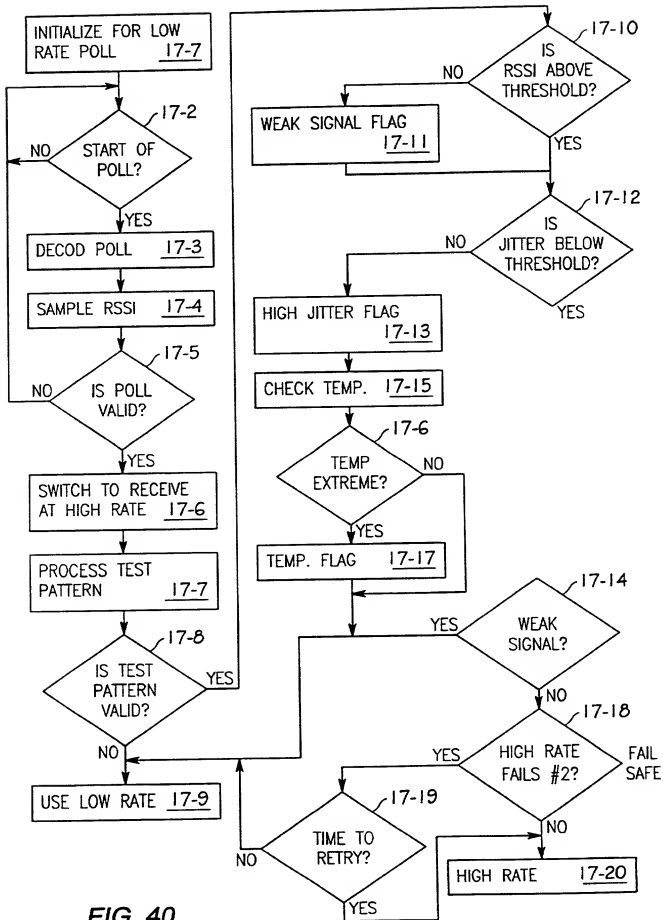 INITIALIZE FOR LOW
RATE POLL 17-7
17-2
START OF
POLL?
NO
YES
DECOD POLL 17-3
SAMPLE RSSI 17-4
17-5
IS POLL
VALID?
NO
YES
SWITCH TO RECEIVE
AT HIGH RATE 17-6
PROCESS TEST
PATTERN 17-7
17-8
IS TEST
PATTERN
VALID?
YES
NO
USE LOW RATE 17-9
17-10
IS
RSSI ABOVE
THRESHOLD?
NO
YES
WEAK SIGNAL FLAG
17-11
17-12
IS
JITTER BELOW
THRESHOLD?
NO
YES
HIGH JITTER FLAG
17-13
CHECK TEMP. 17-15
17-6
TEMP
EXTREME?
NO
YES
TEMP. FLAG 17-17
17-14
WEAK
SIGNAL?
YES
NO
17-18
HIGH RATE
FAILS #2?
FAIL
SAFE
YES
NO
17-19
TIME TO
RETRY?
NO
YES
HIGH RATE 17-20
FIG. 40